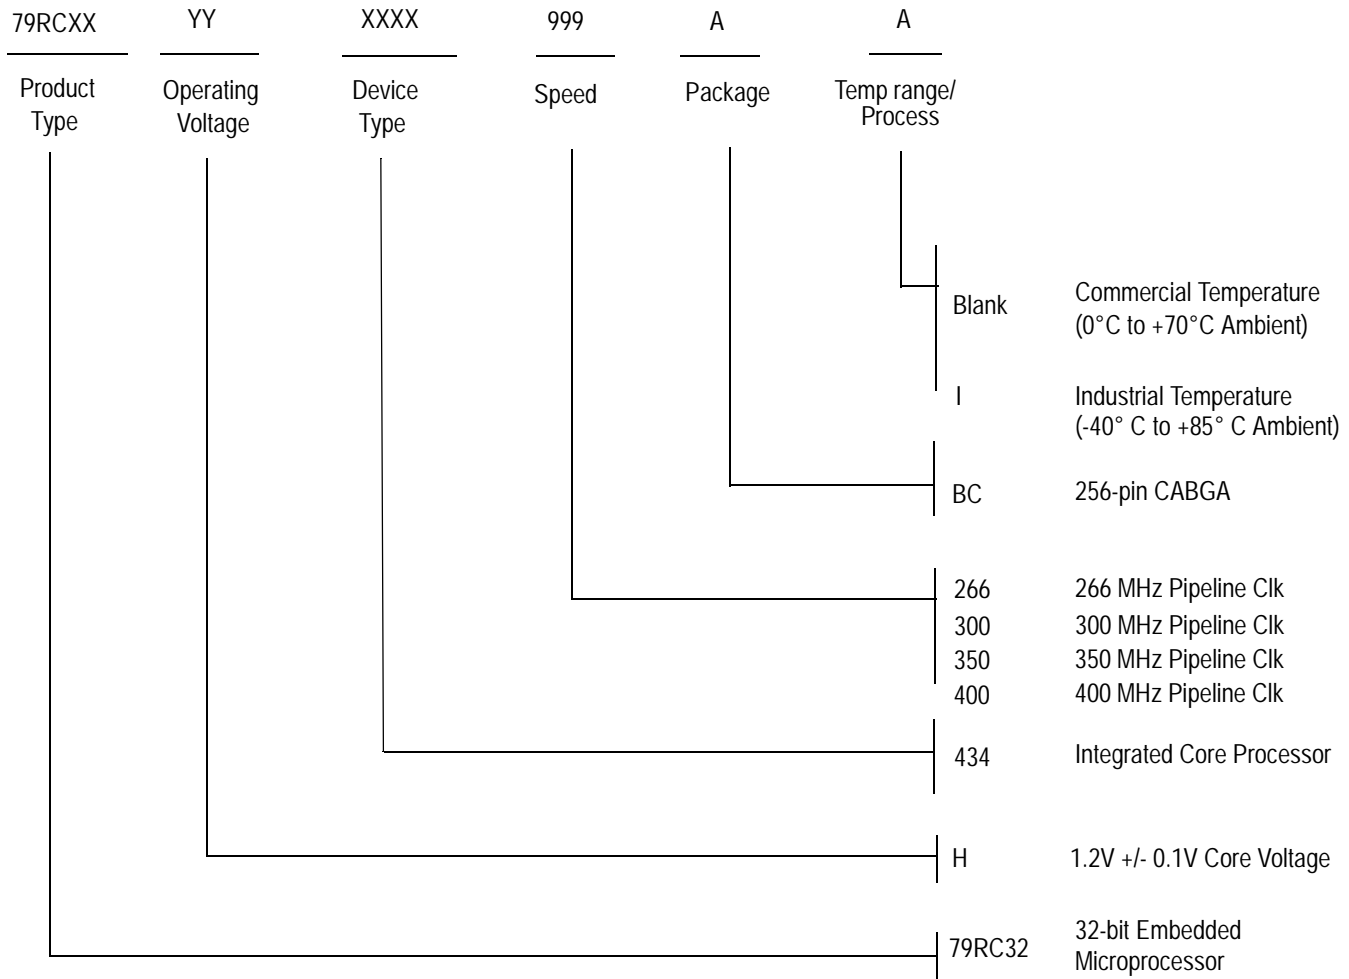 79RCXX YY XXXX 999 A A
Product Type
Operating Voltage
Device Type
Speed
Package
Temp range/ Process
Blank Commercial Temperature
(0°C to +70°C Ambient)
I Industrial Temperature
(-40° C to +85° C Ambient)
BC 256-pin CABGA
266 266 MHz Pipeline Clk
300 300 MHz Pipeline Clk
350 350 MHz Pipeline Clk
400 400 MHz Pipeline Clk
434 Integrated Core Processor
H 1.2V +/- 0.1V Core Voltage
79RC32 32-bit Embedded
Microprocessor